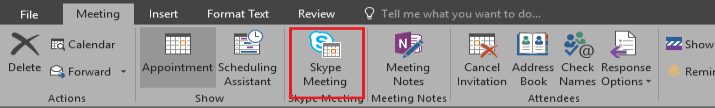 File Meeting Insert Format Text Review Tell me what you want to do...
Delete
Calendar
Forward
Actions
Appointment
Scheduling
Assistant
Show
Skype
Meeting
Skype Meeting
Meeting
Notes
Meeting Notes
Cancel
Invitation
Address
Book
Check
Names
Response
Options
Attendees
Show
Remin